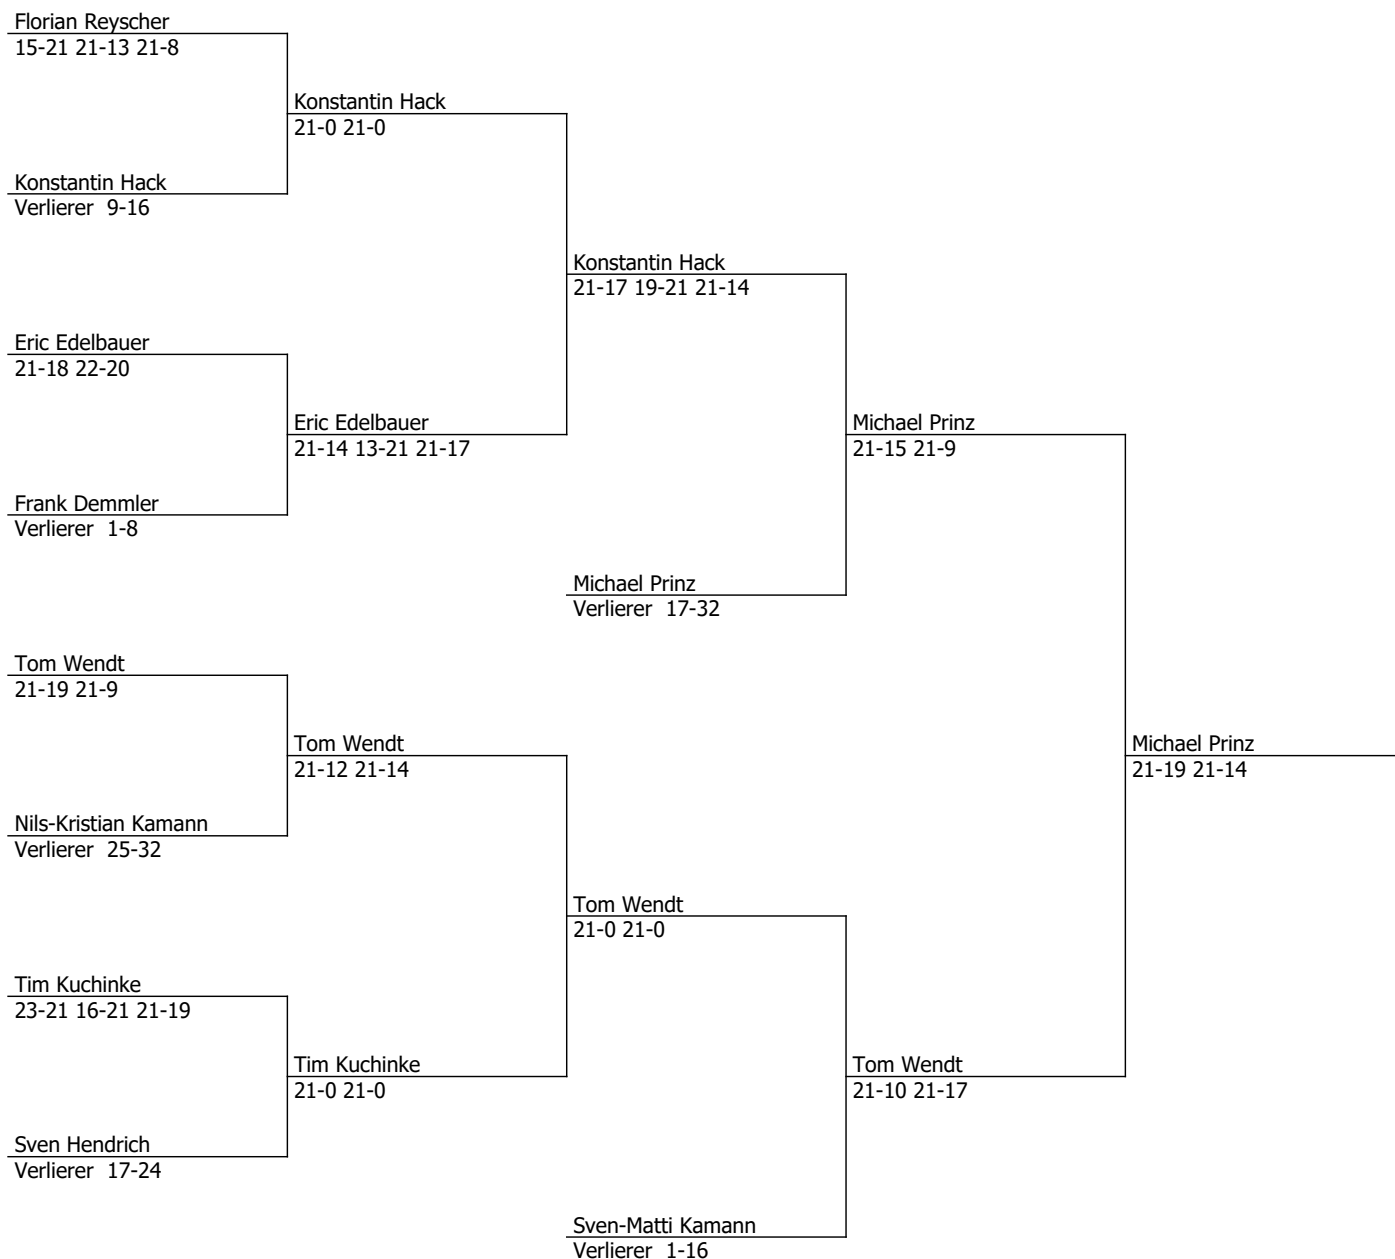 Florian Reyscher
15-21 21-13 21-8
Konstantin Hack
21-0 21-0
Konstantin Hack
Verlierer 9-16
Konstantin Hack
21-17 19-21 21-14
Eric Edelbauer
21-18 22-20
Eric Edelbauer
21-14 13-21 21-17
Michael Prinz
21-15 21-9
Frank Demmler
Verlierer 1-8
Michael Prinz
Verlierer 17-32
Tom Wendt
21-19 21-9
Tom Wendt
21-12 21-14
Michael Prinz
21-19 21-14
Nils-Kristian Kamann
Verlierer 25-32
Tom Wendt
21-0 21-0
Tim Kuchinke
23-21 16-21 21-19
Tim Kuchinke
21-0 21-0
Tom Wendt
21-10 21-17
Sven Hendrich
Verlierer 17-24
Sven-Matti Kamann
Verlierer 1-16